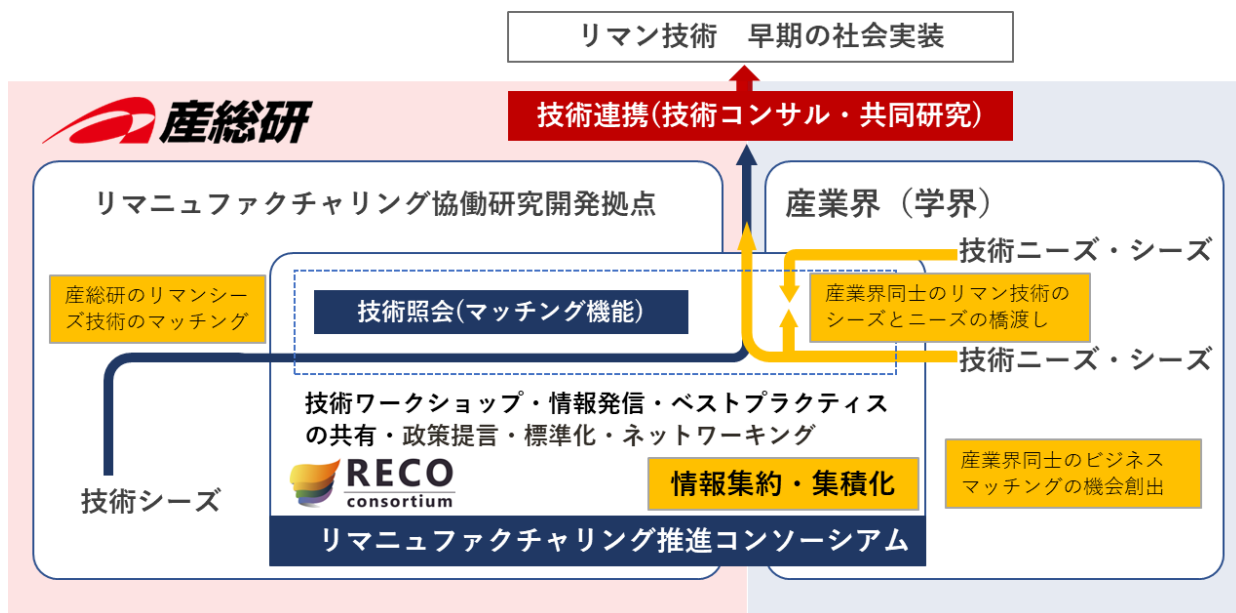 リマン技術　早期の社会実装
技術連携(技術コンサル・共同研究)
産総研
リマニュファクチャリング協働研究開発拠点
産業界（学界）
技術ニーズ・シーズ
産総研のリマンシー
ズ技術のマッチング
技術照会(マッチング機能)
産業界同士のリマン技術の
シーズとニーズの橋渡し
技術ニーズ・シーズ
技術ワークショップ・情報発信・ベストプラクティス
の共有・政策提言・標準化・ネットワーキング
RECO
consortium
情報集約・集積化
産業界同士のビジネス
マッチングの機会創出
技術シーズ
リマニュファクチャリング推進コンソーシアム